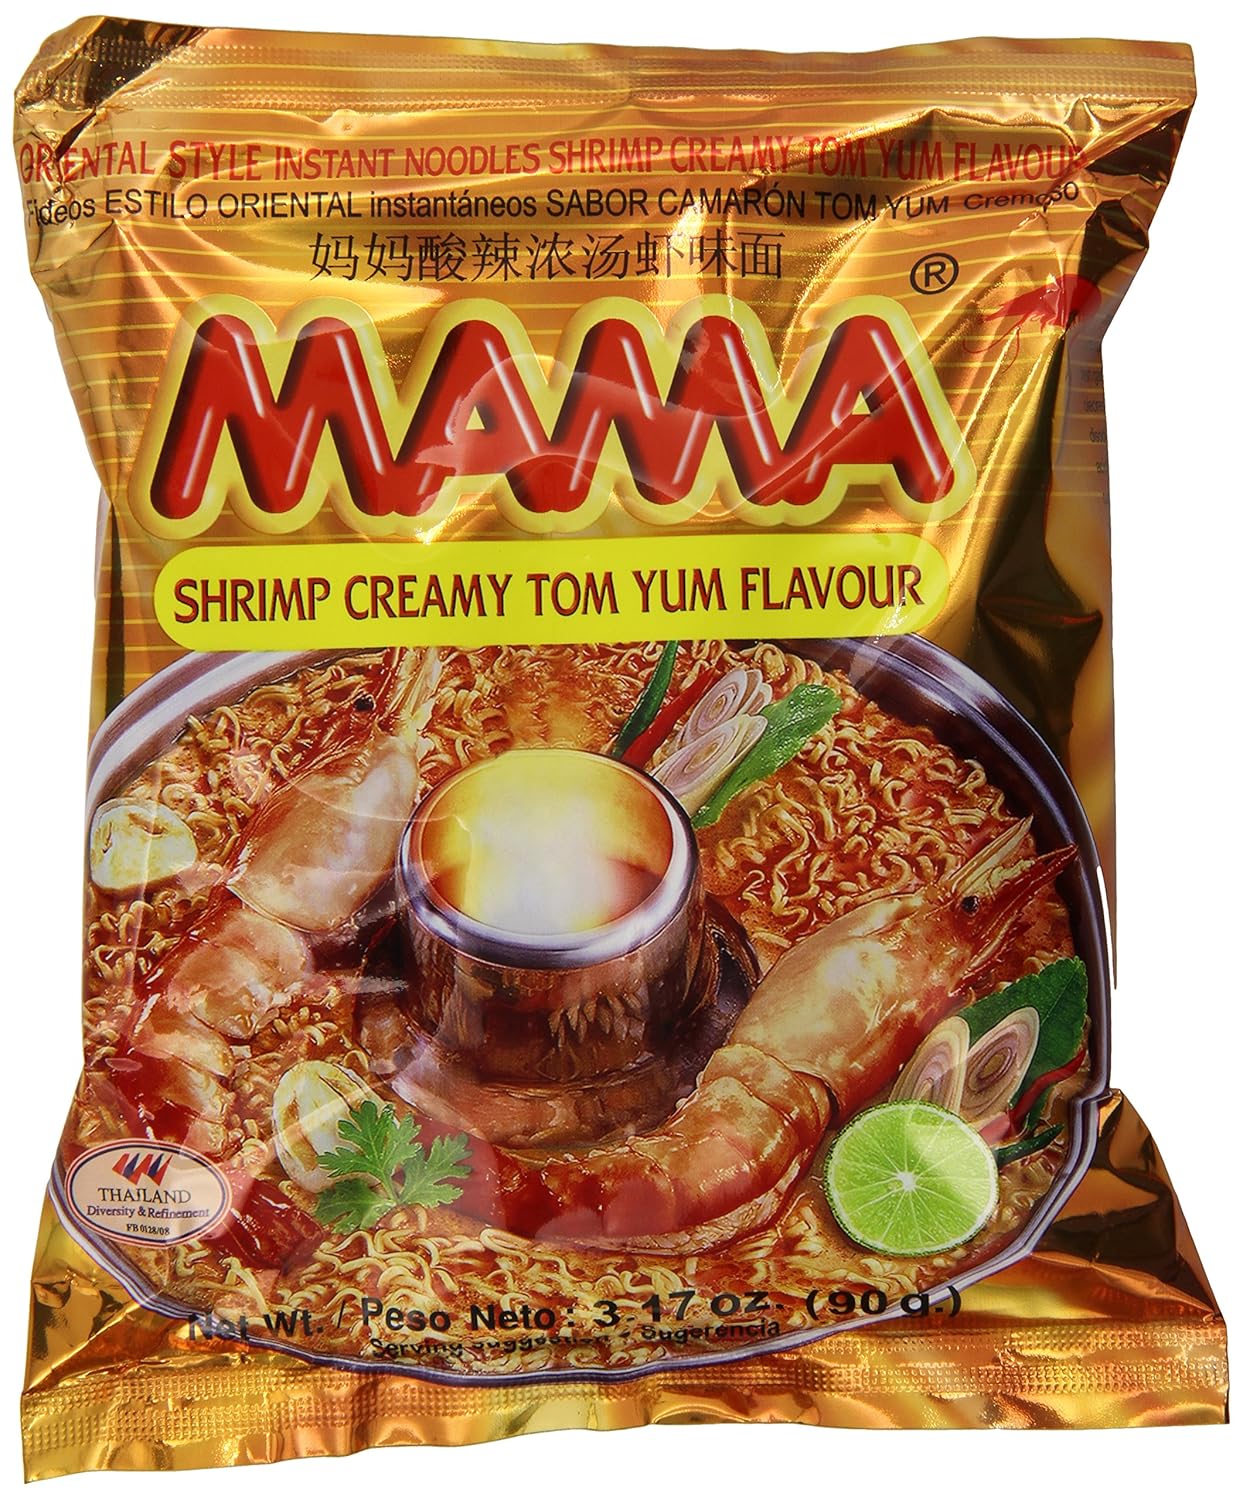 ORIENTAL STYLE INSTANT NOODLES SHRIMP CREAMY TOM YUM FLAVOUR
Fideos ESTILO ORIENTAL instantáneos SABOR CAMARÓN TOM YUM Cremoso
妈妈酸辣浓汤虾味面
MAMA®
SHRIMP CREAMY TOM YUM FLAVOUR
THAILAND
Diversity & Refinement
FB 0128/08
Net Wt. / Peso Neto: 3.17 oz. (90 g.)
Serving Suggestion - Sugerencia